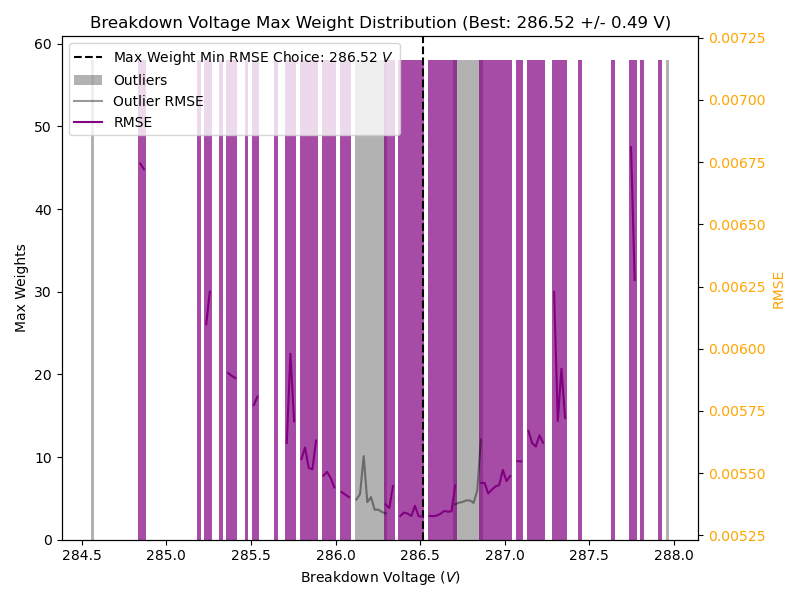 Breakdown Voltage Max Weight Distribution (Best: 286.52 +/- 0.49 V)
Max Weight Min RMSE Choice: 286.52 V
Outliers
Outlier RMSE
RMSE
60
50
40
30
20
10
0
Max Weights
0.00725
0.00700
0.00675
0.00650
0.00625
0.00600
0.00575
0.00550
0.00525
RMSE
284.5 285.0 285.5 286.0 286.5 287.0 287.5 288.0
Breakdown Voltage (V)